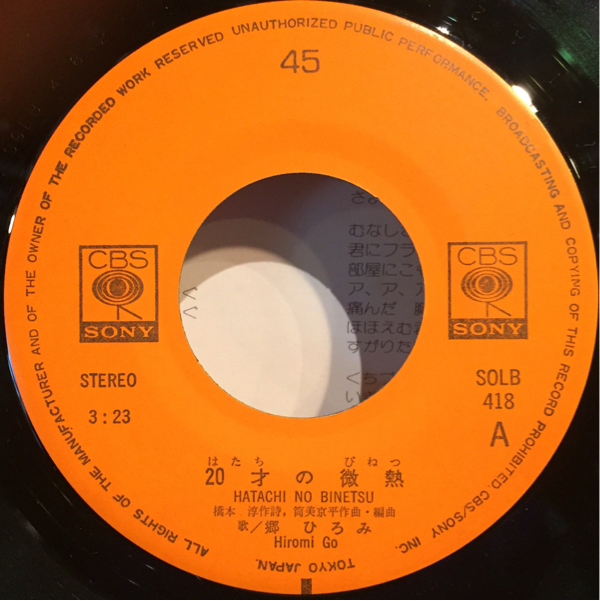 ALL RIGHTS OF THE MANUFACTURER AND OF THE OWNER OF THE RECORDED WORK RESERVED UNAUTHORIZED PUBLIC PERFORMANCE, BROADCASTING AND COPYING OF THIS RECORD PROHIBITED. CBS/SONY INC.
TOKYO JAPAN.
45
むなし
君にフラ
部屋にこ
ア、ア、ア
痛んだ
ほほえむ君
すがりた
CBS
SONY
CBS
SONY
STEREO
3:23
SOLB
418
A
はたち びねつ
20才の微熱
HATACHI NO BINETSU
橋本 淳作詩，筒美京平作曲・編曲
歌／郷 ひろみ
Hiromi Go